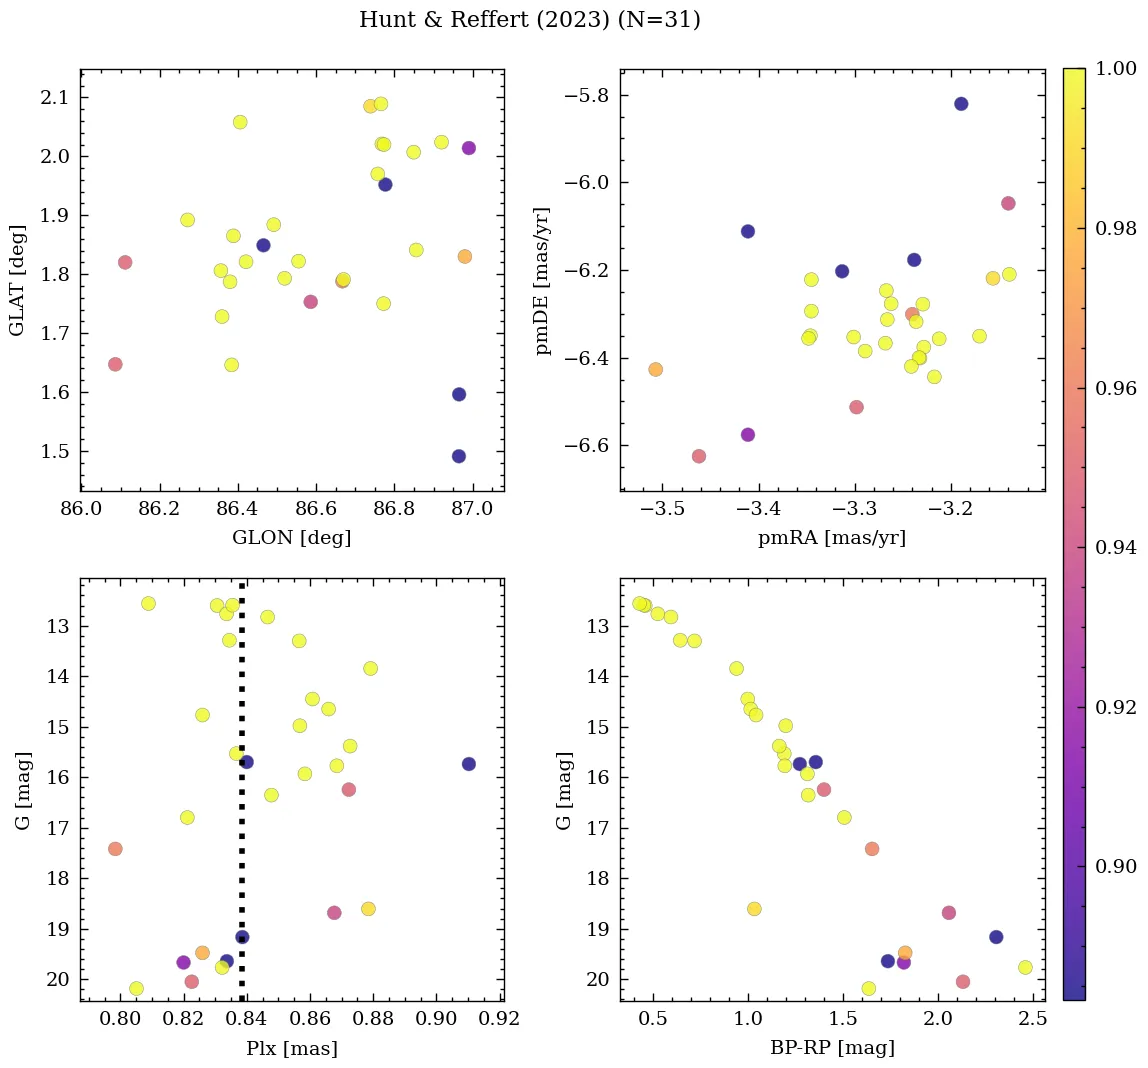 Hunt & Reffert (2023) (N=31)
2.1
2.0
1.9
1.8
1.7
1.6
1.5
GLAT [deg]
86.0 86.2 86.4 86.6 86.8 87.0
GLON [deg]
−5.8
−6.0
−6.2
−6.4
−6.6
pmDE [mas/yr]
−3.5 −3.4 −3.3 −3.2
pmRA [mas/yr]
13
14
15
16
17
18
19
20
G [mag]
0.80 0.82 0.84 0.86 0.88 0.90 0.92
Plx [mas]
13
14
15
16
17
18
19
20
G [mag]
0.5 1.0 1.5 2.0 2.5
BP-RP [mag]
1.00
0.98
0.96
0.94
0.92
0.90